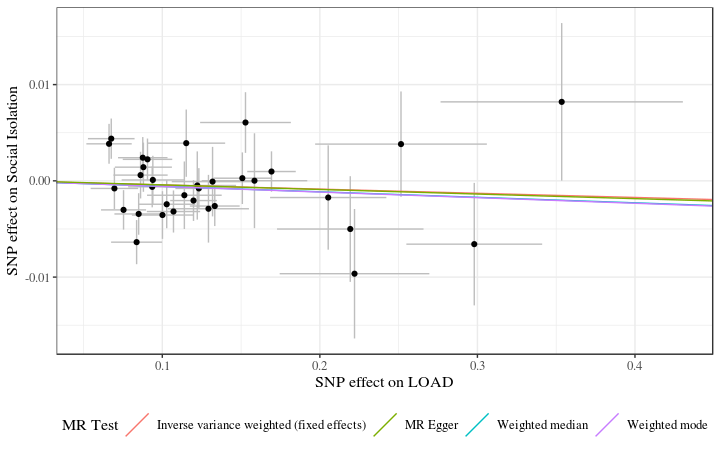 SNP effect on Social Isolation
0.01
0.00
-0.01
0.1 0.2 0.3 0.4
SNP effect on LOAD
MR Test Inverse variance weighted (fixed effects) MR Egger Weighted median Weighted mode